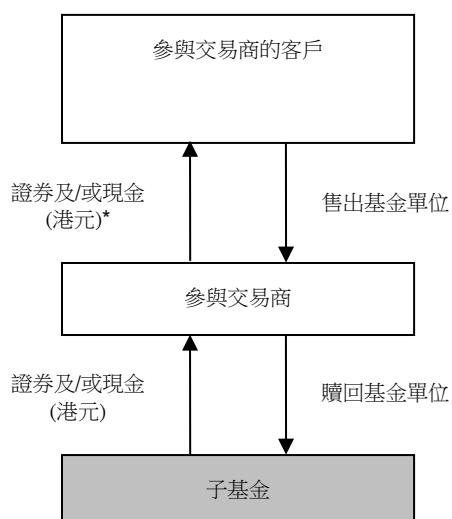 參與交易商的客戶
證券及/或現金
(港元)*
售出基金單位
參與交易商
證券及/或現金
(港元)
贖回基金單位
子基金